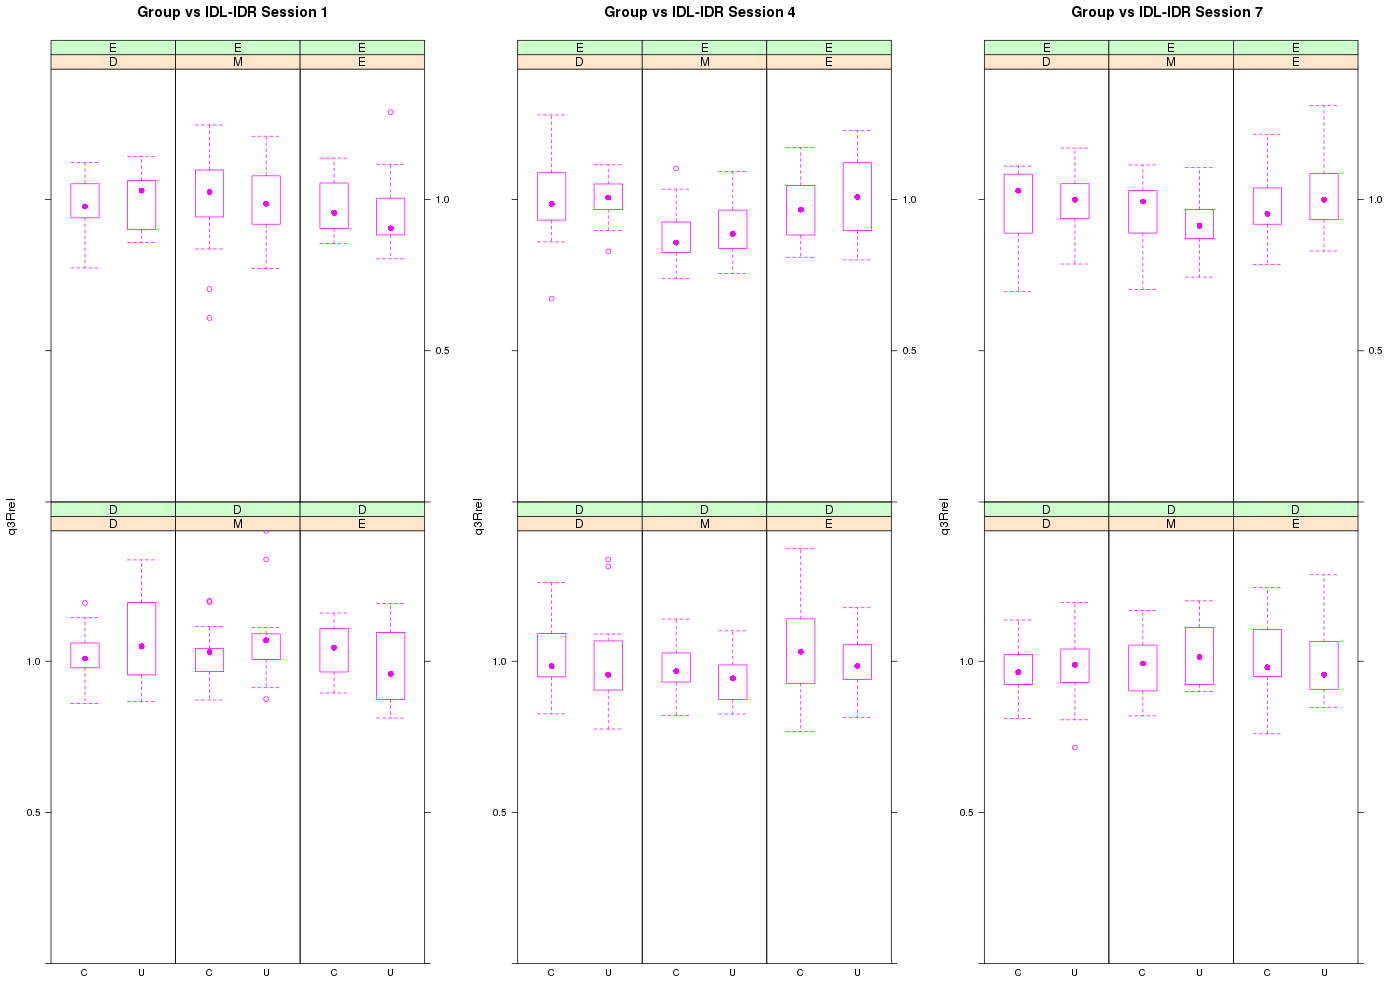 Group vs IDL-IDR Session 1
Group vs IDL-IDR Session 4
Group vs IDL-IDR Session 7
E E E E E E E E E
D M E D M E D M E
1.0 1.0 1.0
0.5 0.5 0.5
q3Rrel q3Rrel q3Rrel
D D D D D D D D D
D M E D M E D M E
1.0 1.0 1.0
0.5 0.5 0.5
C U C U C U C U C U C U C U C U C U